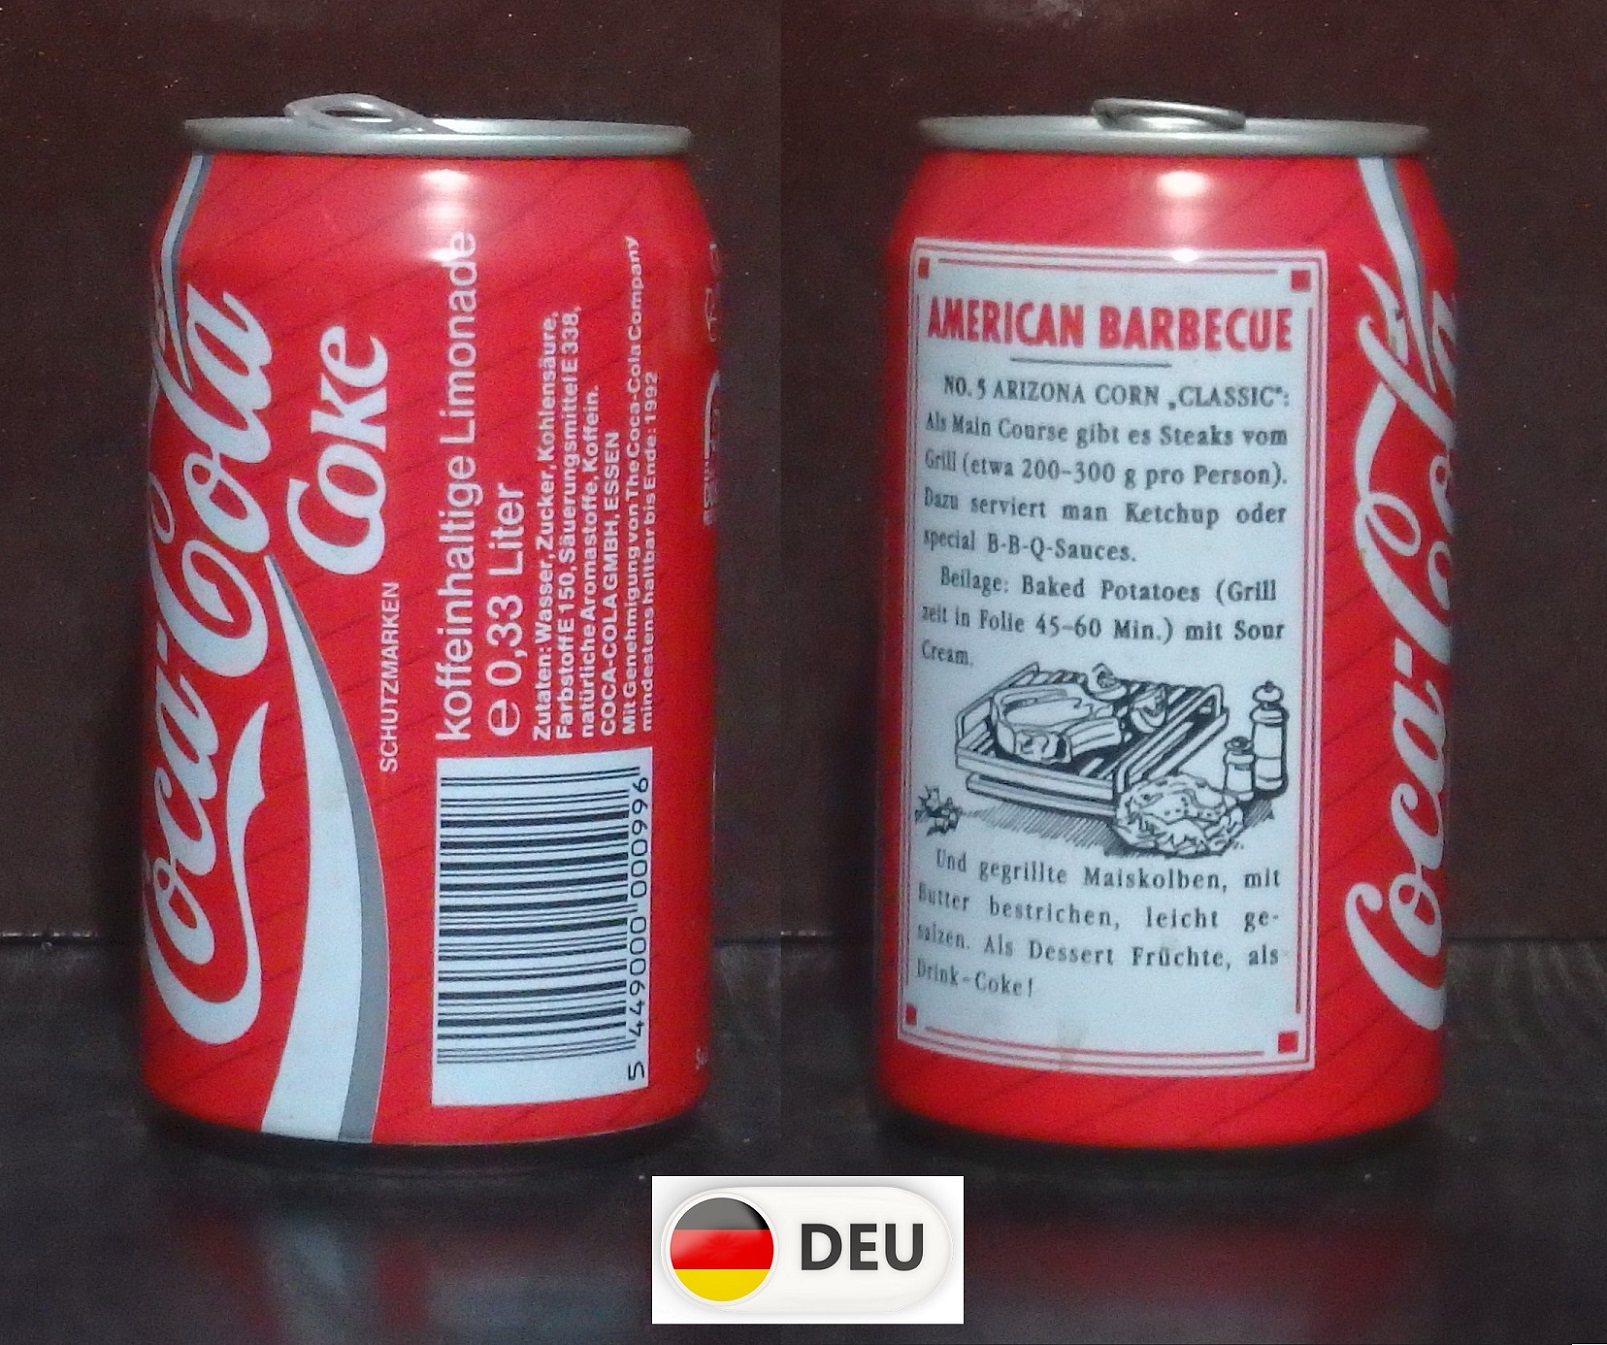 Coca-Cola
Coke
SCHUTZMARKEN
koffeinhaltige Limonade
e 0,33 Liter
Zutaten: Wasser, Zucker, Kohlensäure,
Farbstoff E 150, Säuerungsmittel E 338,
natürliche Aromastoffe, Koffein.
COCA-COLA GMBH, ESSEN
Mit Genehmigung von The Coca-Cola Company
mindestens haltbar bis Ende: 1992
5 449000 000996
AMERICAN BARBECUE
NO. 5 ARIZONA CORN „CLASSIC“:
Als Main Course gibt es Steaks vom
Grill (etwa 200-300 g pro Person).
Dazu serviert man Ketchup oder
special B-B-Q-Sauces.
Beilage: Baked Potatoes (Grill
zeit in Folie 45-60 Min.) mit Sour
Cream.
Und gegrillte Maiskolben, mit
Butter bestrichen, leicht ge-
salzen. Als Dessert Früchte, als
Drink-Coke!
Coca-Cola
DEU